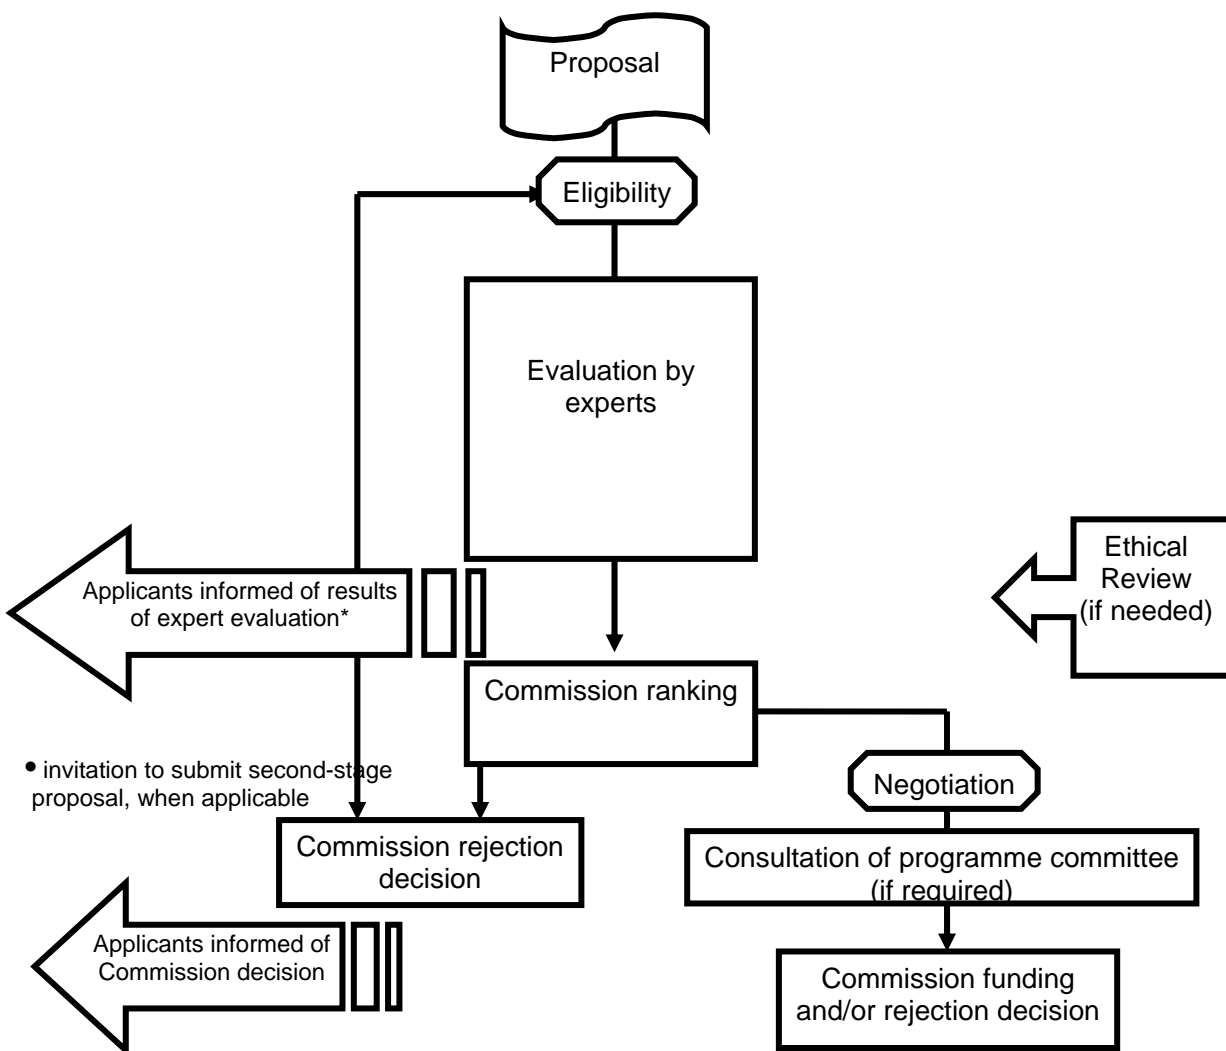 Proposal
Eligibility
Evaluation by
experts
Ethical
Review
(if needed)
Applicants informed of results
of expert evaluation*
Commission ranking
• invitation to submit second-stage
proposal, when applicable
Negotiation
Commission rejection
decision
Consultation of programme committee
(if required)
Applicants informed of
Commission decision
Commission funding
and/or rejection decision